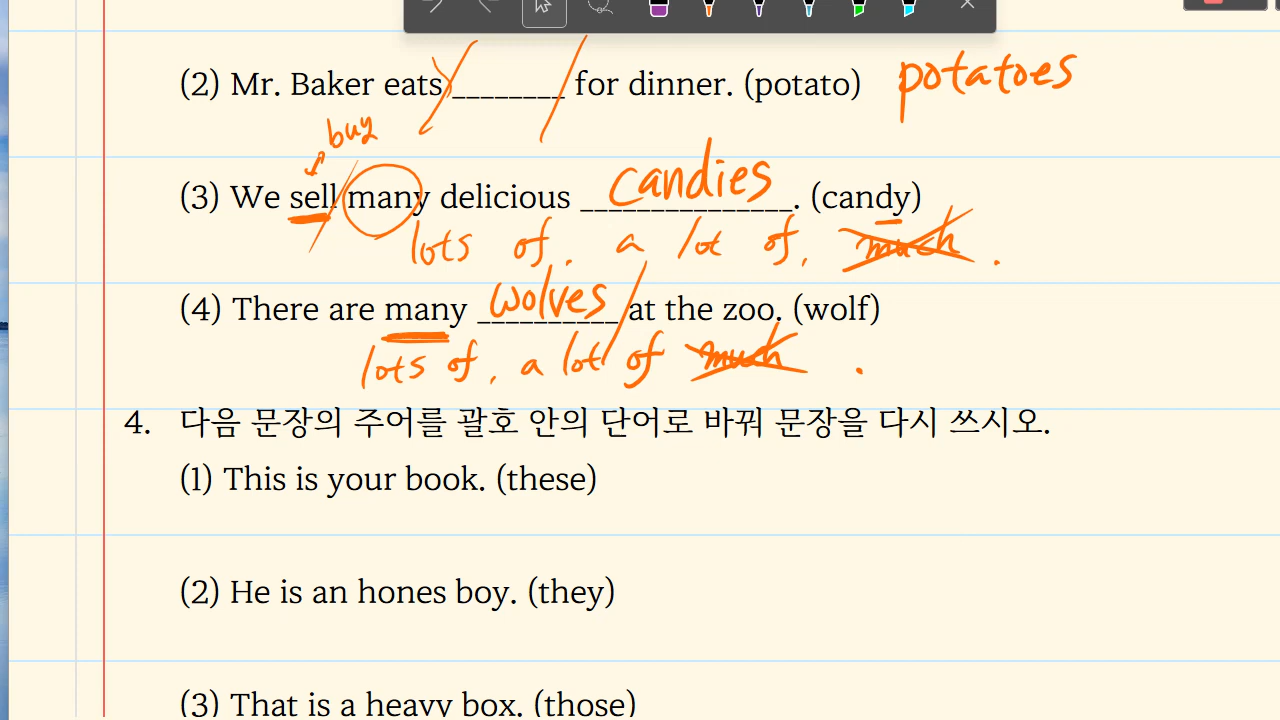 (2) Mr. Baker eats ________ for dinner. (potato) potatoes
buy
(3) We sell many delicious candies _______________. (candy)
lots of, a lot of, much.
(4) There are many wolves __________ at the zoo. (wolf)
lots of, a lot of much.
4. 다음 문장의 주어를 괄호 안의 단어로 바꿔 문장을 다시 쓰시오.
(1) This is your book. (these)
(2) He is an hones boy. (they)
(3) That is a heavy box. (those)